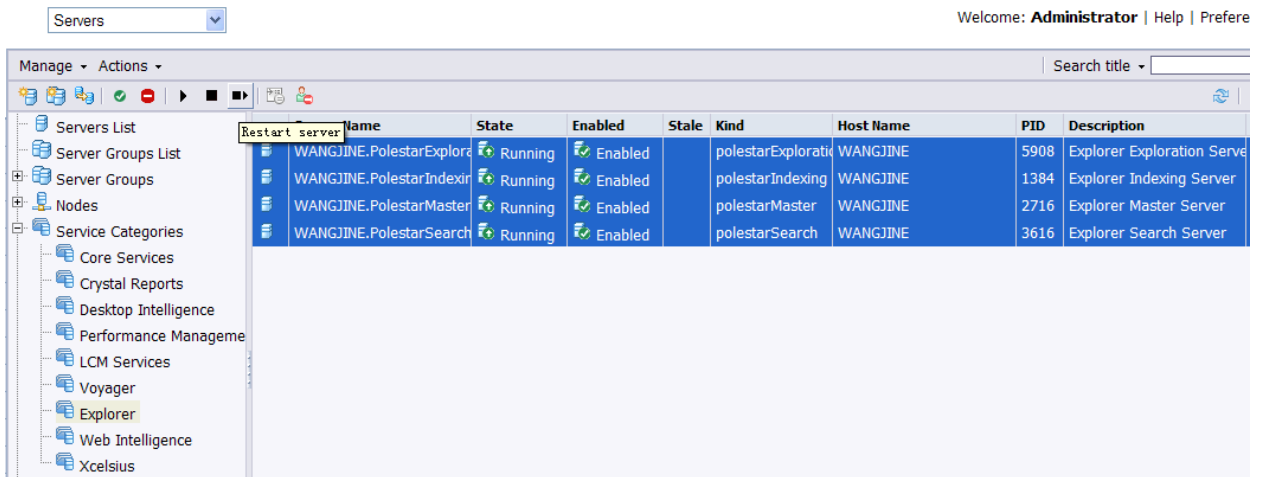 Servers
Welcome: Administrator | Help | Prefere
Manage Actions
Search title
Restart server
Name State Enabled Stale Kind Host Name PID Description
WANGJINE.PolestarExplora Running Enabled polestarExploratic WANGJINE 5908 Explorer Exploration Serve
WANGJINE.PolestarIndexin Running Enabled polestarIndexing WANGJINE 1384 Explorer Indexing Server
WANGJINE.PolestarMaster Running Enabled polestarMaster WANGJINE 2716 Explorer Master Server
WANGJINE.PolestarSearch Running Enabled polestarSearch WANGJINE 3616 Explorer Search Server
Servers List
Server Groups List
Server Groups
Nodes
Service Categories
Core Services
Crystal Reports
Desktop Intelligence
Performance Manageme
LCM Services
Voyager
Explorer
Web Intelligence
Xcelsius